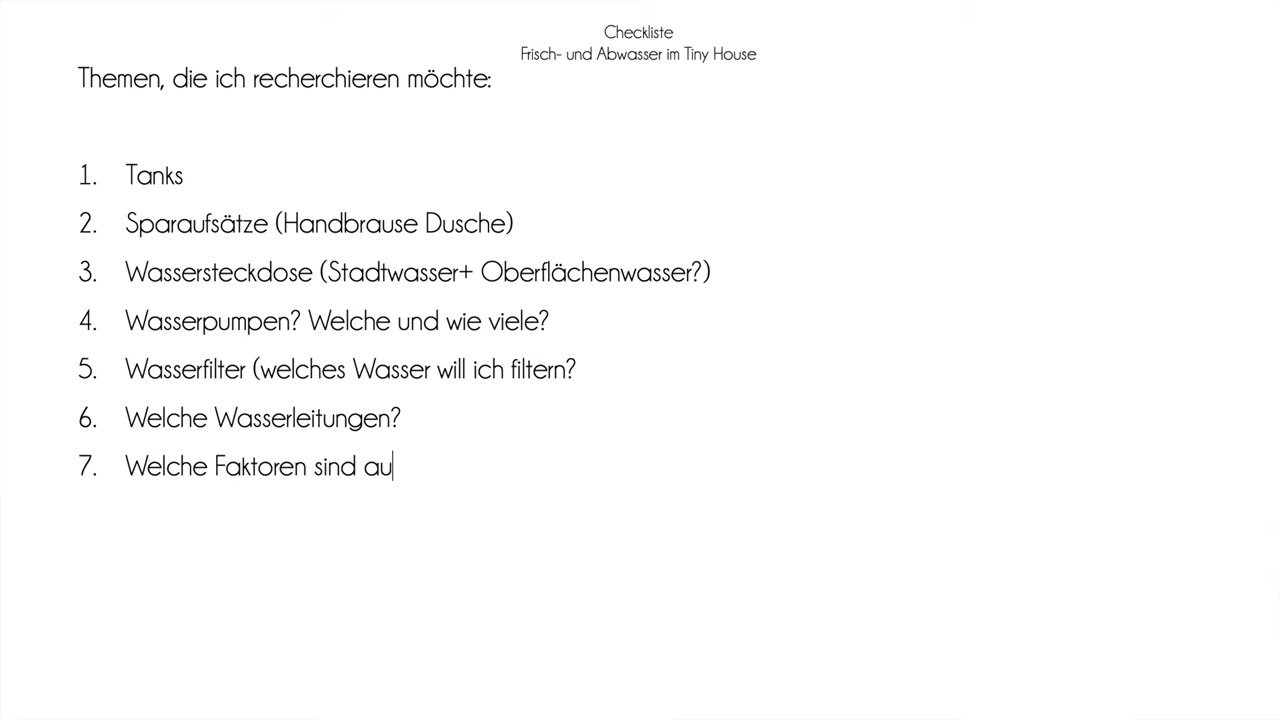 Checkliste
Frisch- und Abwasser im Tiny House
Themen, die ich recherchieren möchte:
1. Tanks
2. Sparaufsätze (Handbrause Dusche)
3. Wassersteckdose (Stadtwasser+ Oberflächenwasser?)
4. Wasserpumpen? Welche und wie viele?
5. Wasserfilter (welches Wasser will ich filtern?
6. Welche Wasserleitungen?
7. Welche Faktoren sind au